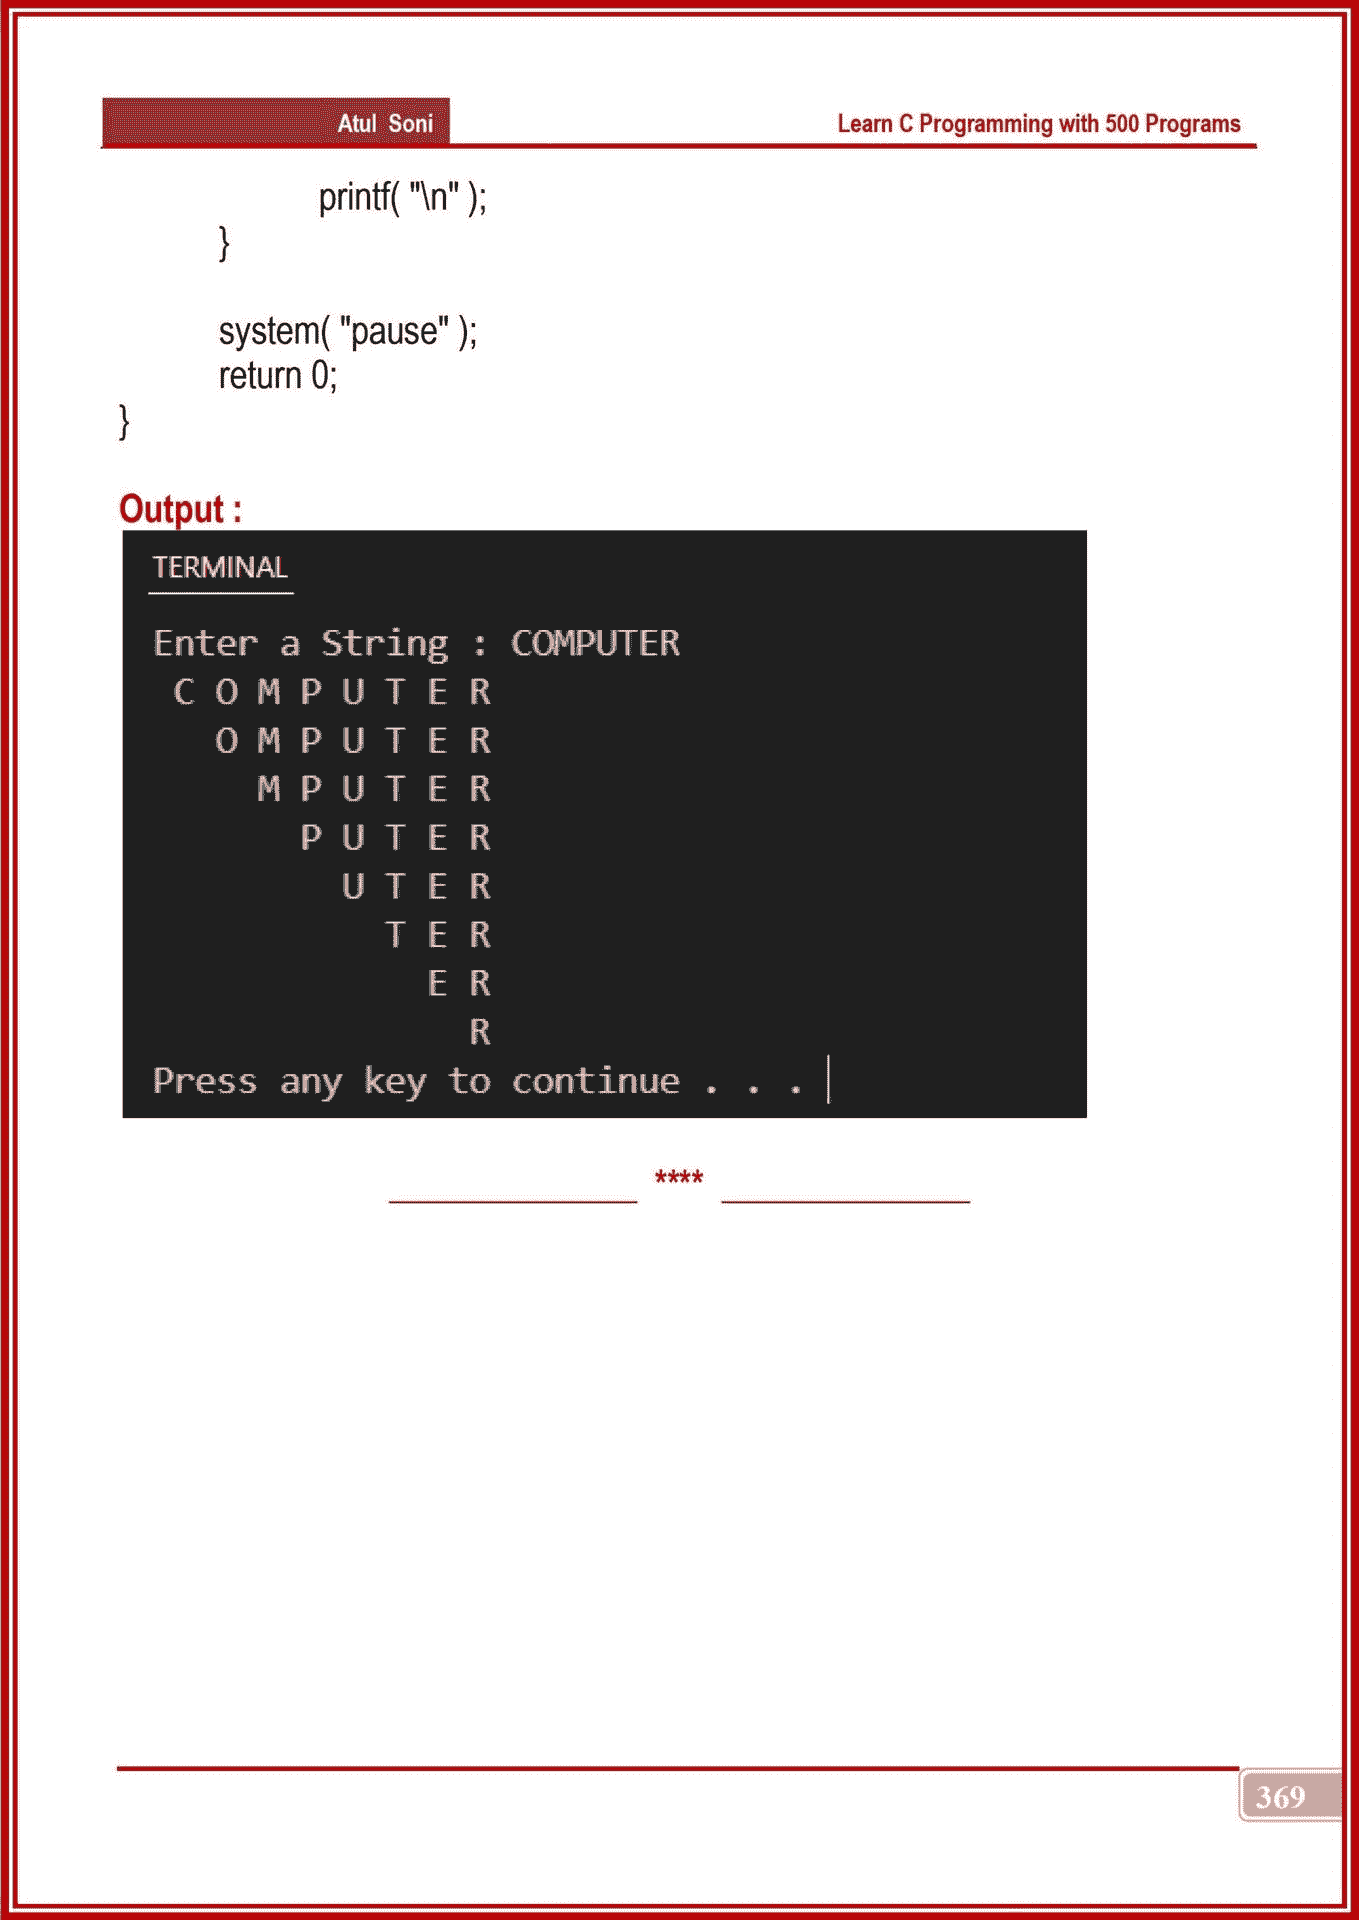 Atul Soni
Learn C Programming with 500 Programs
printf( "\n" );
}
system( "pause" );
return 0;
}
Output :
TERMINAL
Enter a String : COMPUTER
C O M P U T E R
O M P U T E R
M P U T E R
P U T E R
U T E R
T E R
E R
R
Press any key to continue . . .
****
369